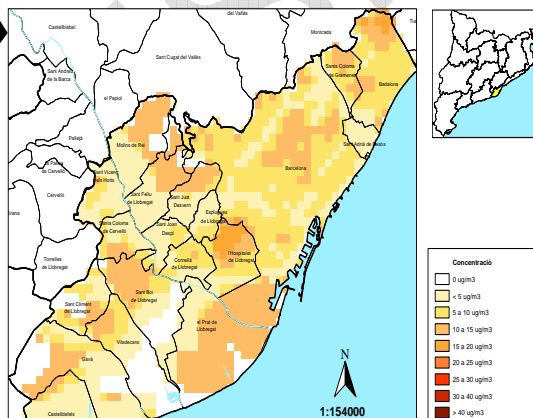 del Vallès
Castellbisbal
Montcada
Tia
Sant Cugat del Vallès
Santa Coloma
de Gramenet
Sant Andreu
de la Barca
Badalona
el Papiol
Pallejà
Molins de Rei
Sant Adrià de Besòs
la Palma
de Cervelló
Barcelona
Sant Vicenç
dels Horts
Cervelló
Sant Feliu
de Llobregat
Sant Just
Desvern
Esplugues
de Llobregat
Santa Coloma
de Cervelló
Sant Joan
Despí
l'Hospitalet
de Llobregat
Torrelles
de Llobregat
Cornellà
de Llobregat
Sant Boi
de Llobregat
Sant Climent
de Llobregat
el Prat de
Llobregat
Viladecans
Gavà
Castelldefels
N
1:154000
Concentració
0 ug/m3
< 5 ug/m3
5 a 10 ug/m3
10 a 15 ug/m3
15 a 20 ug/m3
20 a 25 ug/m3
25 a 30 ug/m3
30 a 40 ug/m3
> 40 ug/m3